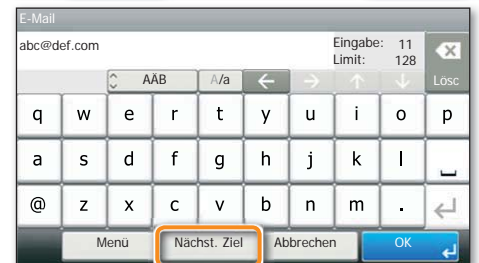 E-Mail
abc@def.com
Eingabe: 11
Limit: 128
AÄB A/a ← → ↑ ↓ Lösc
q w e r t y u i o p
a s d f g h j k l
@ z x c v b n m .
Menü Nächst. Ziel Abbrechen OK